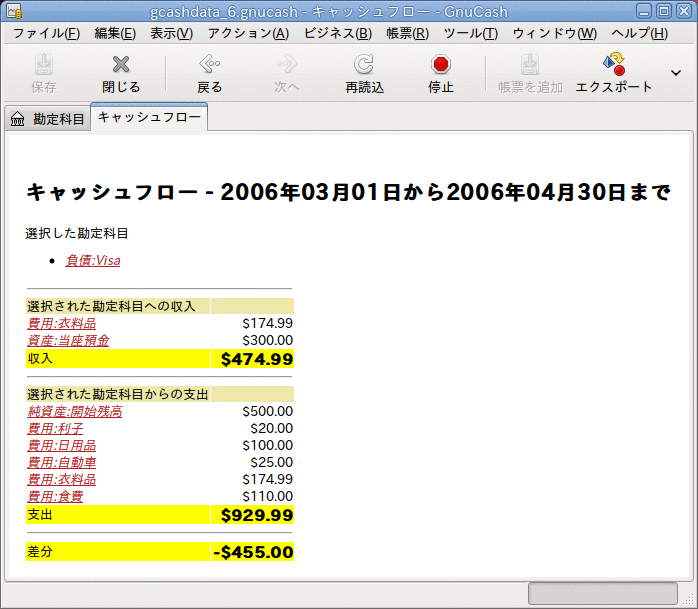 gcashdata_6.gnucash - キャッシュフロー - GnuCash
ファイル(F) 編集(E) 表示(V) アクション(A) ビジネス(B) 帳票(R) ツール(T) ウィンドウ(W) ヘルプ(H)
保存 閉じる 戻る 次へ 再読込 停止 帳票を追加 エクスポート
勘定科目 キャッシュフロー
キャッシュフロー - 2006年03月01日から2006年04月30日まで
選択した勘定科目
• 負債:Visa
選択された勘定科目への収入
費用:衣料品 $174.99
資産:当座預金 $300.00
収入 $474.99
選択された勘定科目からの支出
純資産:開始残高 $500.00
費用:利子 $20.00
費用:日用品 $100.00
費用:自動車 $25.00
費用:衣料品 $174.99
費用:食費 $110.00
支出 $929.99
差分 -$455.00